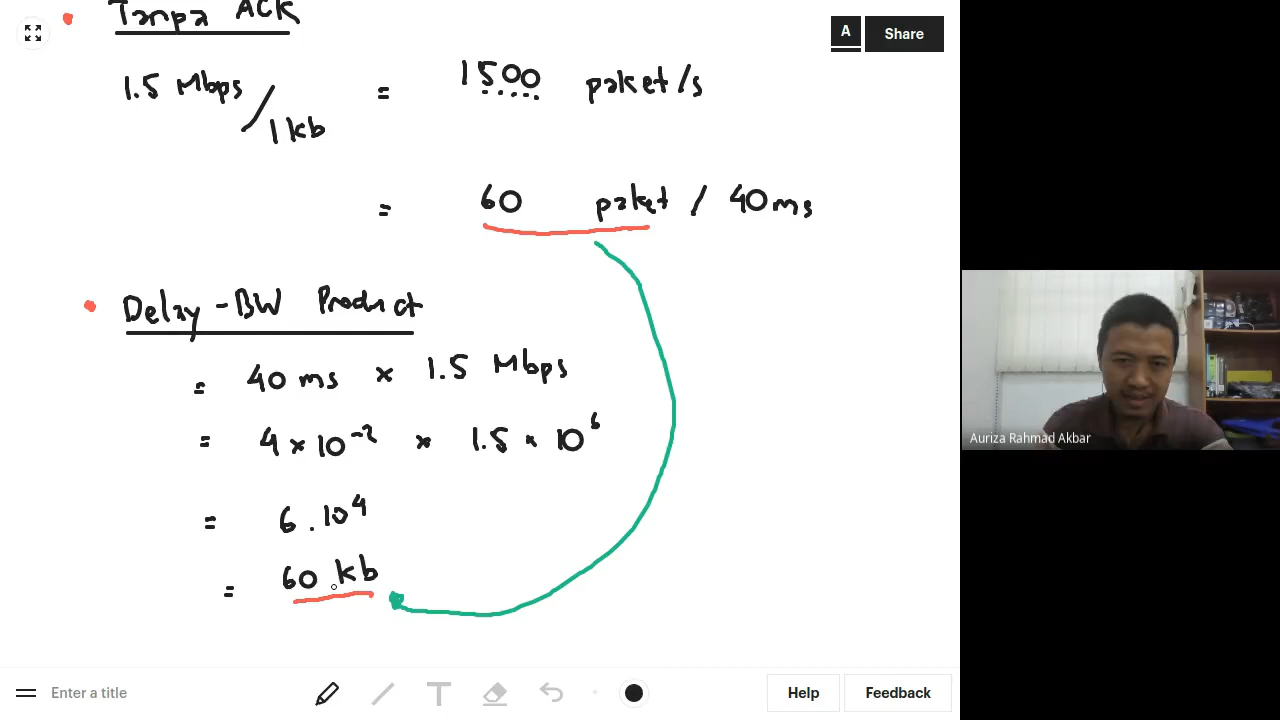 Tanpa ACK
A Share
1.5 Mbps / 1 kb = 1500 paket/s
= 60 paket / 40 ms
Delay-BW Product
= 40 ms × 1.5 Mbps
= 4 × 10⁻² × 1.5 × 10⁶
= 6 . 10⁴
= 60 kb
Auriza Rahmad Akbar
Enter a title
T
Help
Feedback